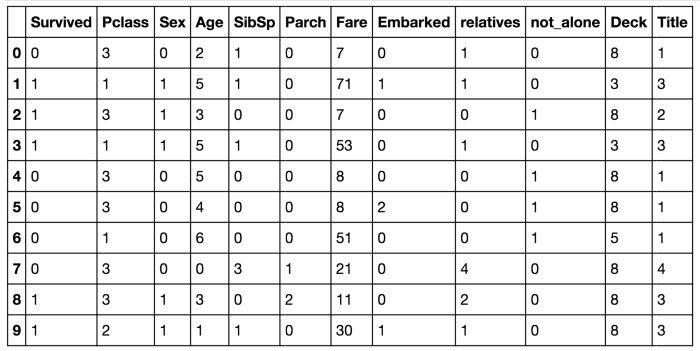 Survived Pclass Sex Age SibSp Parch Fare Embarked relatives not_alone Deck Title
0 0 3 0 2 1 0 7 0 1 0 8 1
1 1 1 1 5 1 0 71 1 1 0 3 3
2 1 3 1 3 0 0 7 0 0 1 8 2
3 1 1 1 5 1 0 53 0 1 0 3 3
4 0 3 0 5 0 0 8 0 0 1 8 1
5 0 3 0 4 0 0 8 2 0 1 8 1
6 0 1 0 6 0 0 51 0 0 1 5 1
7 0 3 0 0 3 1 21 0 4 0 8 4
8 1 3 1 3 0 2 11 0 2 0 8 3
9 1 2 1 1 1 0 30 1 1 0 8 3